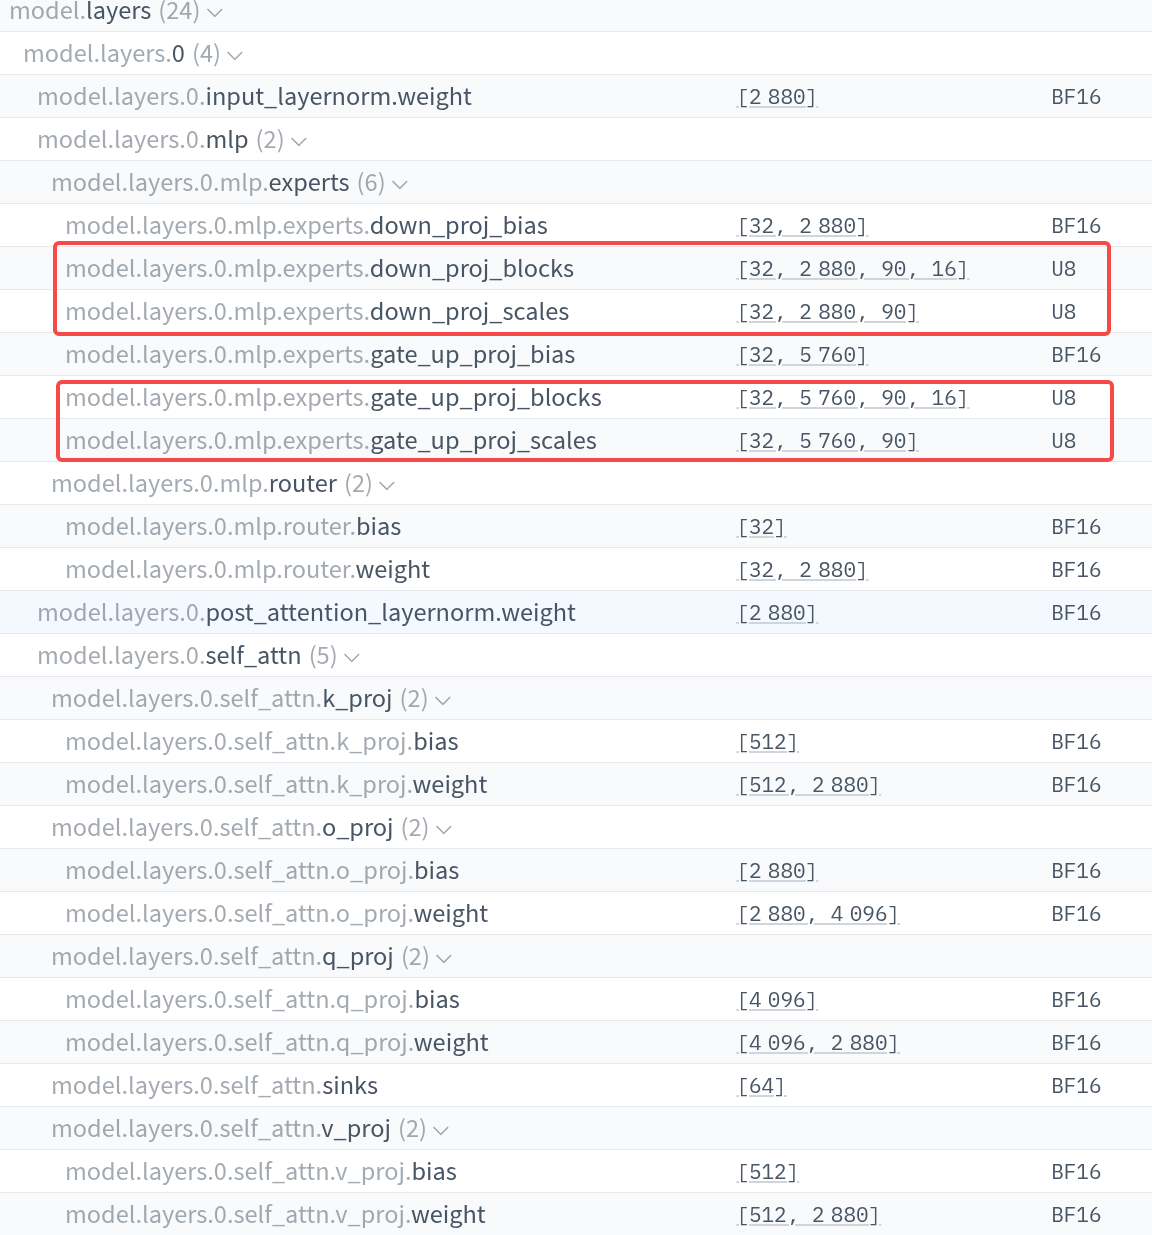 model.layers (24)
model.layers.0 (4)
model.layers.0.input_layernorm.weight [2 880] BF16
model.layers.0.mlp (2)
model.layers.0.mlp.experts (6)
model.layers.0.mlp.experts.down_proj_bias [32, 2 880] BF16
model.layers.0.mlp.experts.down_proj_blocks [32, 2 880, 90, 16] U8
model.layers.0.mlp.experts.down_proj_scales [32, 2 880, 90] U8
model.layers.0.mlp.experts.gate_up_proj_bias [32, 5 760] BF16
model.layers.0.mlp.experts.gate_up_proj_blocks [32, 5 760, 90, 16] U8
model.layers.0.mlp.experts.gate_up_proj_scales [32, 5 760, 90] U8
model.layers.0.mlp.router (2)
model.layers.0.mlp.router.bias [32] BF16
model.layers.0.mlp.router.weight [32, 2 880] BF16
model.layers.0.post_attention_layernorm.weight [2 880] BF16
model.layers.0.self_attn (5)
model.layers.0.self_attn.k_proj (2)
model.layers.0.self_attn.k_proj.bias [512] BF16
model.layers.0.self_attn.k_proj.weight [512, 2 880] BF16
model.layers.0.self_attn.o_proj (2)
model.layers.0.self_attn.o_proj.bias [2 880] BF16
model.layers.0.self_attn.o_proj.weight [2 880, 4 096] BF16
model.layers.0.self_attn.q_proj (2)
model.layers.0.self_attn.q_proj.bias [4 096] BF16
model.layers.0.self_attn.q_proj.weight [4 096, 2 880] BF16
model.layers.0.self_attn.sinks [64] BF16
model.layers.0.self_attn.v_proj (2)
model.layers.0.self_attn.v_proj.bias [512] BF16
model.layers.0.self_attn.v_proj.weight [512, 2 880] BF16